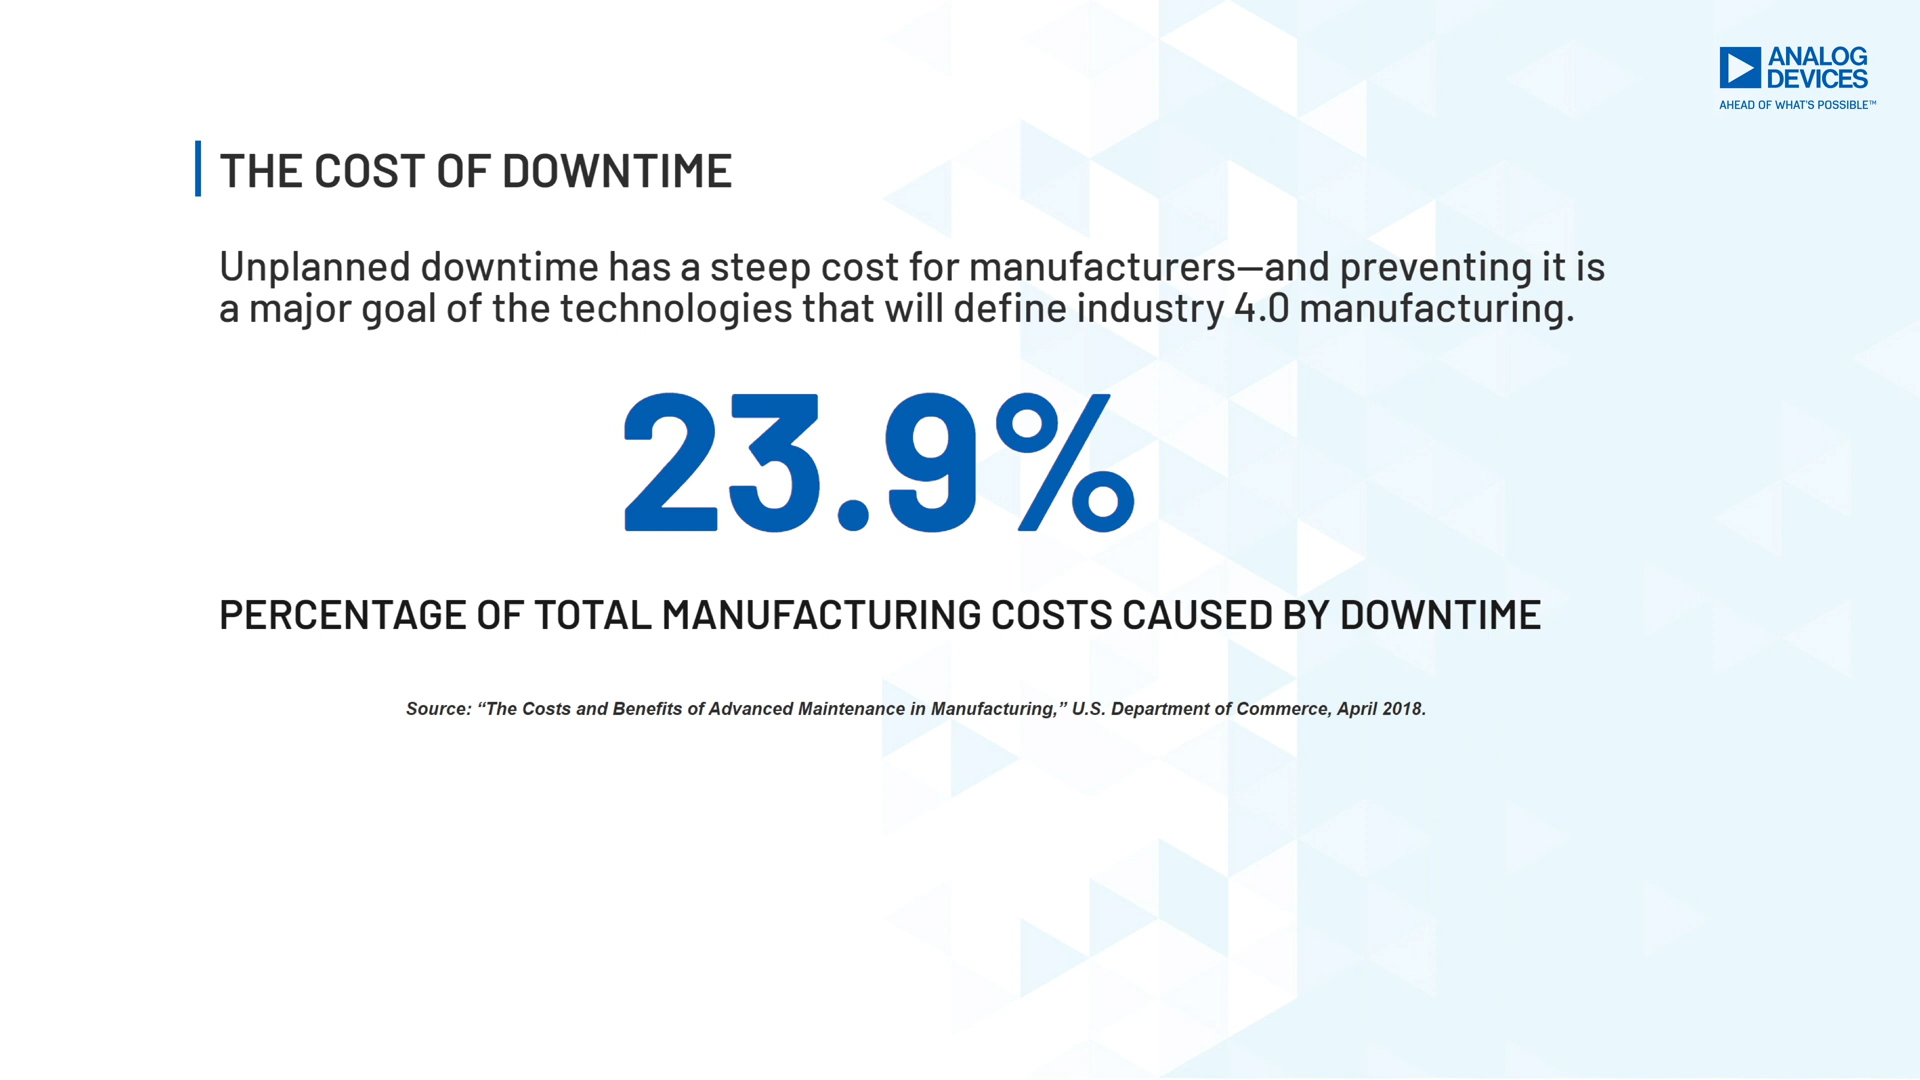 ANALOG
DEVICES
AHEAD OF WHAT'S POSSIBLE™
THE COST OF DOWNTIME
Unplanned downtime has a steep cost for manufacturers—and preventing it is
a major goal of the technologies that will define industry 4.0 manufacturing.
23.9%
PERCENTAGE OF TOTAL MANUFACTURING COSTS CAUSED BY DOWNTIME
Source: “The Costs and Benefits of Advanced Maintenance in Manufacturing,” U.S. Department of Commerce, April 2018.